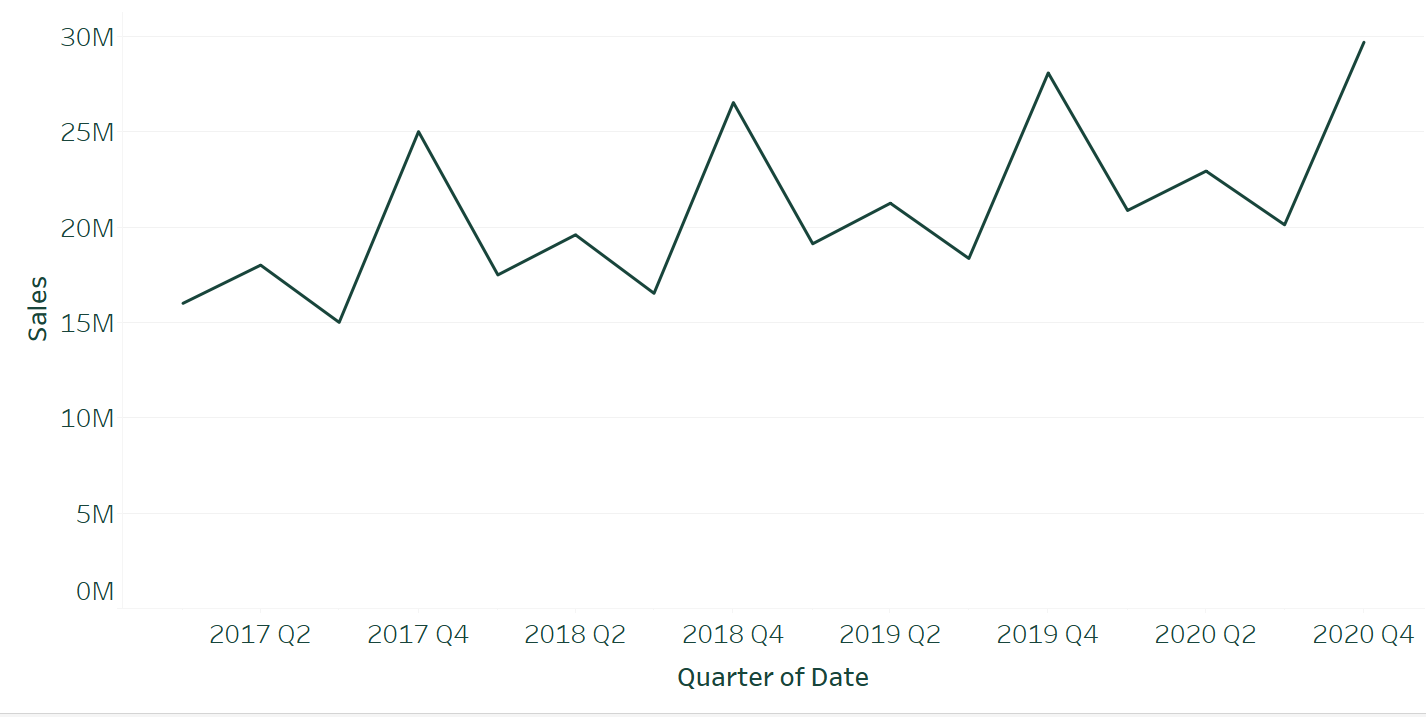 30M
25M
20M
15M
10M
5M
0M
Sales
2017 Q2
2017 Q4
2018 Q2
2018 Q4
2019 Q2
2019 Q4
2020 Q2
2020 Q4
Quarter of Date